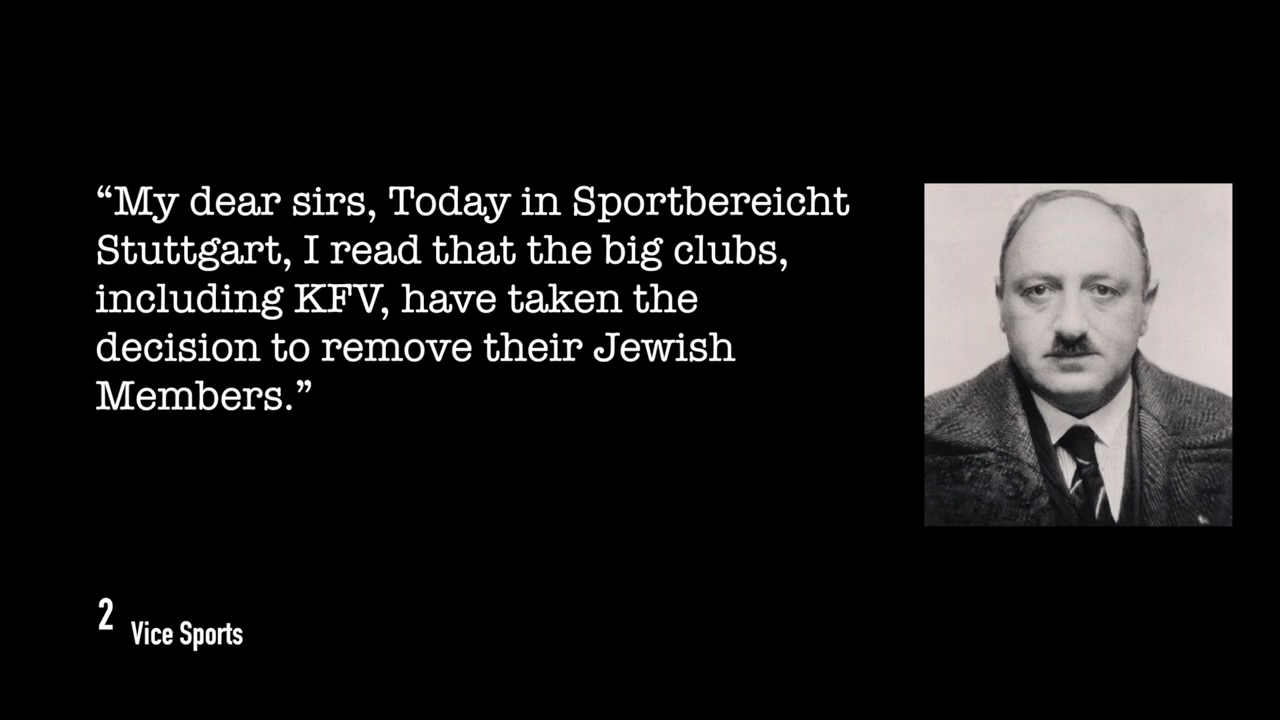 “My dear sirs, Today in Sportbereicht
Stuttgart, I read that the big clubs,
including KFV, have taken the
decision to remove their Jewish
Members.”
2 Vice Sports